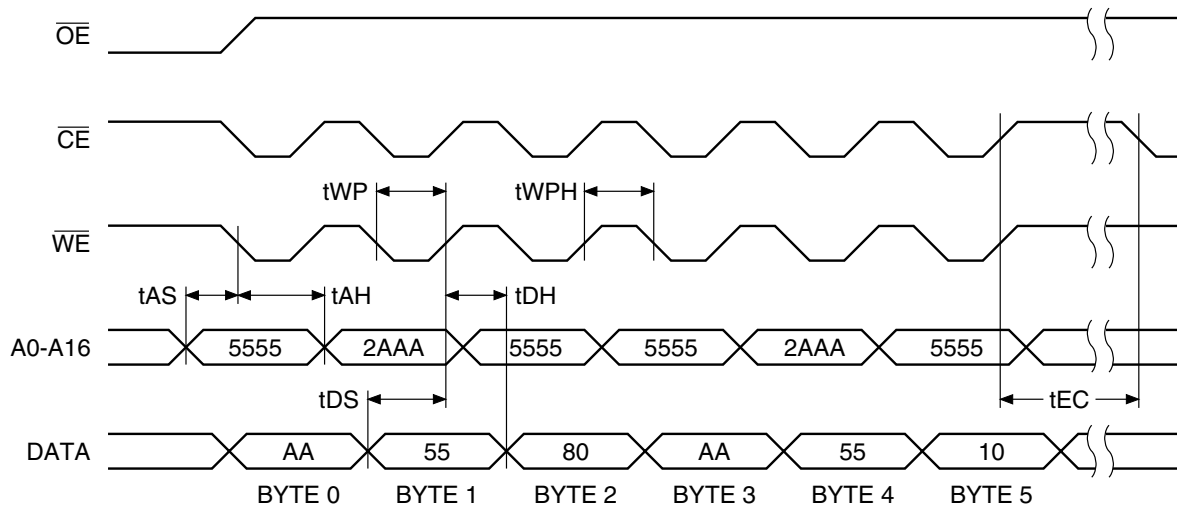 OE
CE
tWP
tWPH
WE
tAS
tAH
tDH
A0-A16
5555
2AAA
5555
5555
2AAA
5555
tDS
tEC
DATA
AA
55
80
AA
55
10
BYTE 0
BYTE 1
BYTE 2
BYTE 3
BYTE 4
BYTE 5